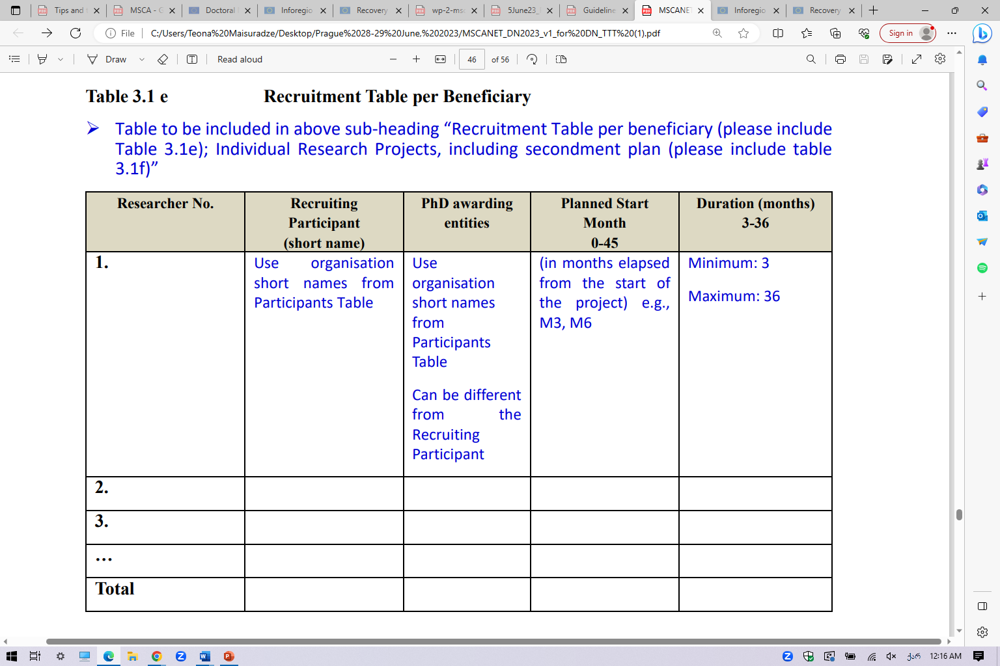 Tips and
MSCA - G
Doctoral
Inforegio
Recovery
wp-2-ms
5June23_
Guideline
MSCANE
Inforegio
Recovery
File
C:/Users/Teona%20Maisuradze/Desktop/Prague%2028-29%20June,%202023/MSCANET_DN2023_v1_for%20DN_TTT%20(1).pdf
Sign in
Draw
Read aloud
46
of 56
Table 3.1 e Recruitment Table per Beneficiary
➢ Table to be included in above sub-heading “Recruitment Table per beneficiary (please include
Table 3.1e); Individual Research Projects, including secondment plan (please include table
3.1f)”
Researcher No.
Recruiting
Participant
(short name)
PhD awarding
entities
Planned Start
Month
0-45
Duration (months)
3-36
1.
Use organisation
short names from
Participants Table
Use
organisation
short names
from
Participants
Table
Can be different
from the
Recruiting
Participant
(in months elapsed
from the start of
the project) e.g.,
M3, M6
Minimum: 3
Maximum: 36
2.
3.
...
Total
ქარ
12:16 AM